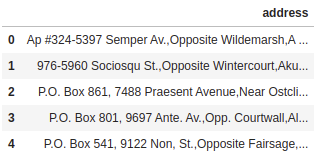 address
0 Ap #324-5397 Semper Av.,Opposite Wildemarsh,A ...
1 976-5960 Sociosqu St.,Opposite Wintercourt,Aku...
2 P.O. Box 861, 7488 Praesent Avenue,Near Ostcli...
3 P.O. Box 801, 9697 Ante. Av.,Opp. Courtwall,Al...
4 P.O. Box 541, 9122 Non, St.,Opposite Fairsage,...